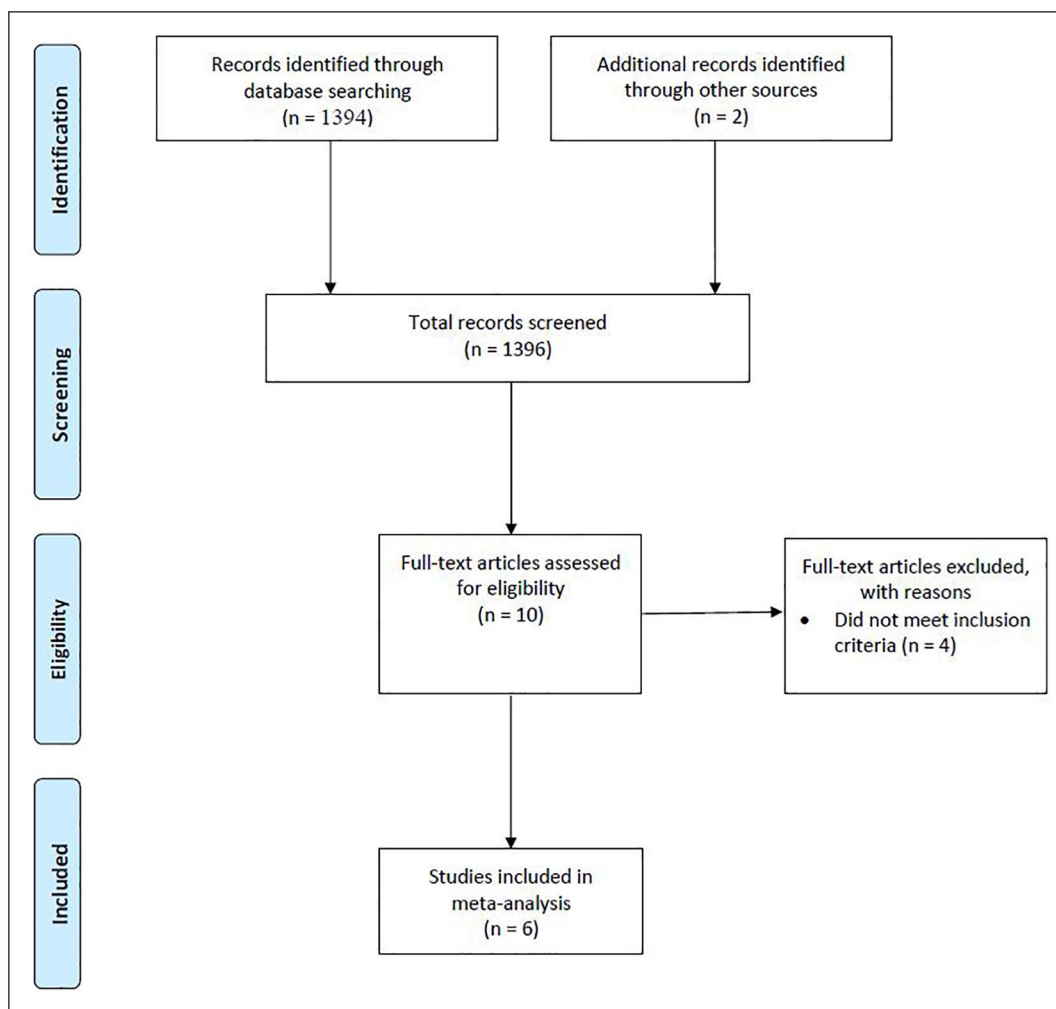 Identification
Records identified through
database searching
(n = 1394)
Additional records identified
through other sources
(n = 2)
Screening
Total records screened
(n = 1396)
Eligibility
Full-text articles assessed
for eligibility
(n = 10)
Full-text articles excluded,
with reasons
• Did not meet inclusion
criteria (n = 4)
Included
Studies included in
meta-analysis
(n = 6)